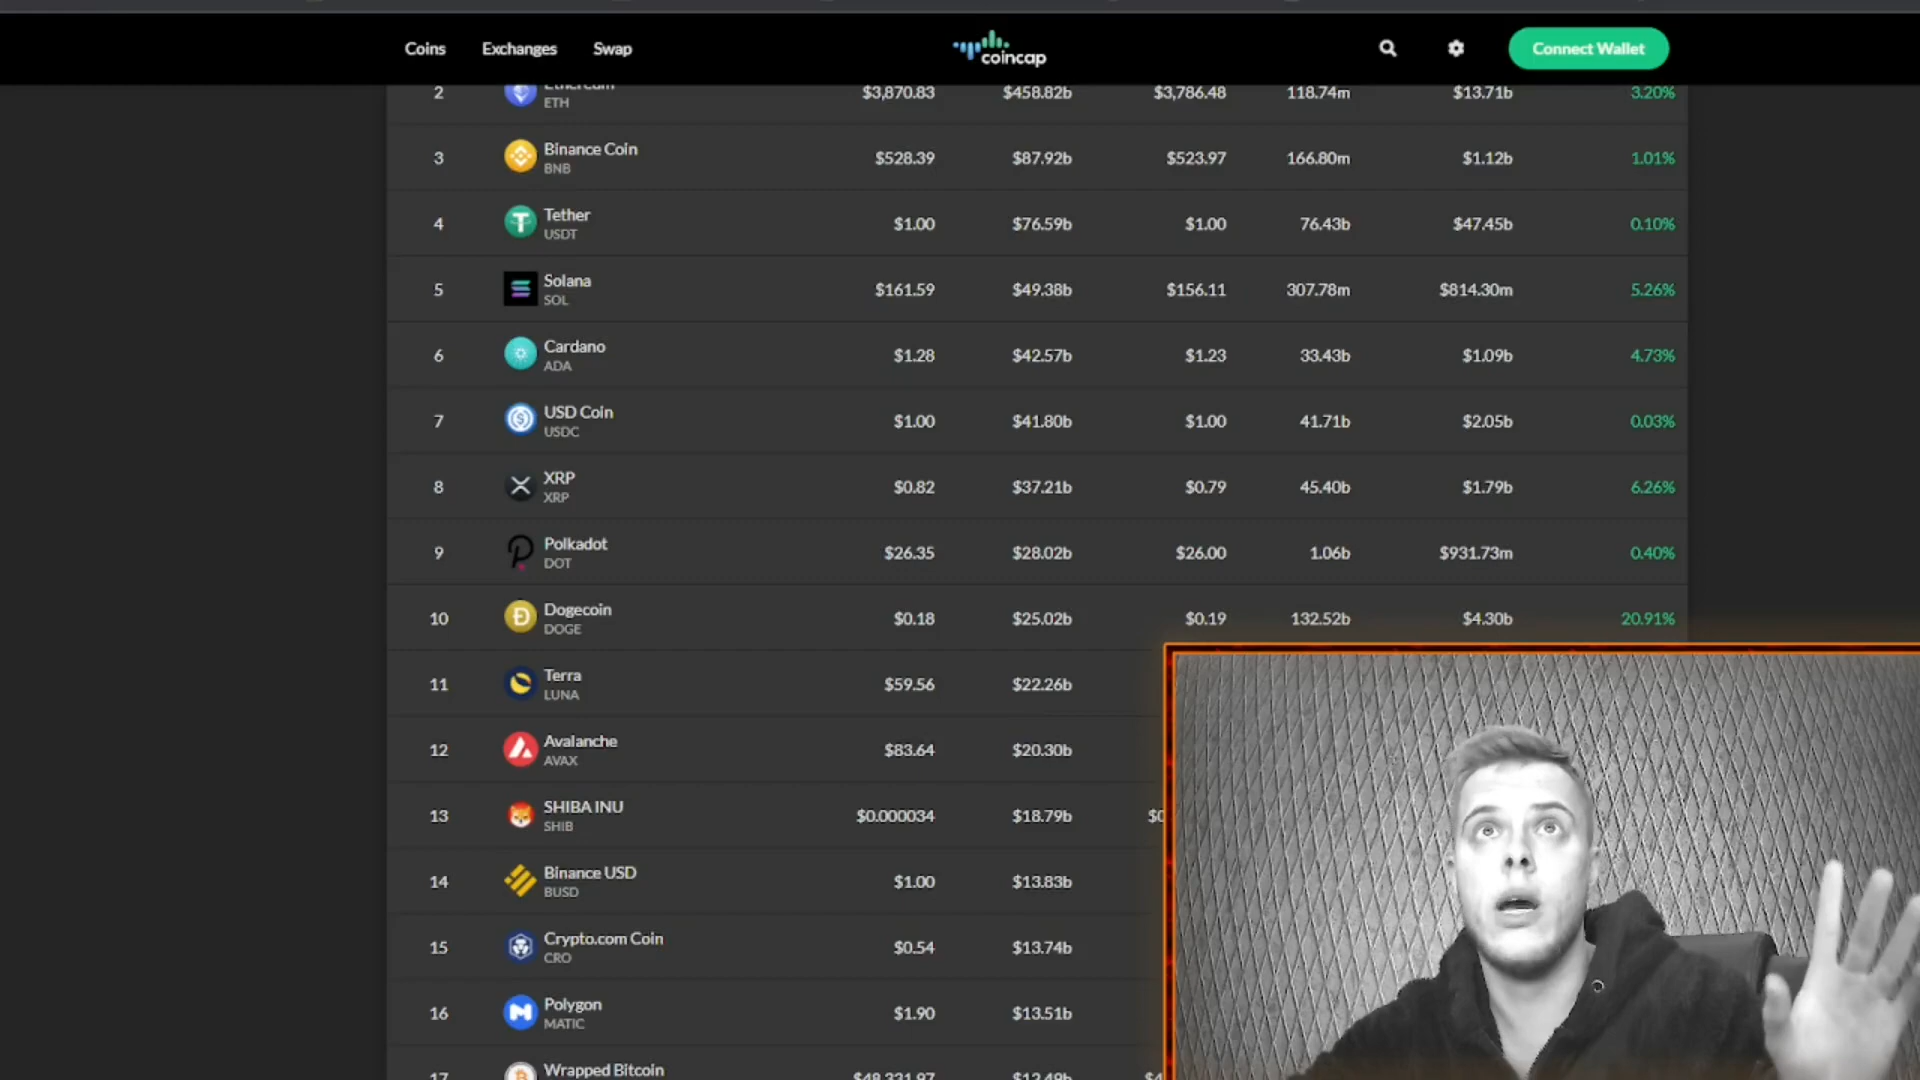 Coins Exchanges Swap coincap Connect Wallet
2 Ethereum $3,870.83 $458.82b $3,786.48 118.74m $13.71b 3.20%
ETH
3 Binance Coin $528.39 $87.92b $523.97 166.80m $1.12b 1.01%
BNB
4 Tether $1.00 $76.59b $1.00 76.43b $47.45b 0.10%
USDT
5 Solana $161.59 $49.38b $156.11 307.78m $814.30m 5.26%
SOL
6 Cardano $1.28 $42.57b $1.23 33.43b $1.09b 4.73%
ADA
7 USD Coin $1.00 $41.80b $1.00 41.71b $2.05b 0.03%
USDC
8 XRP $0.82 $37.21b $0.79 45.40b $1.79b 6.26%
XRP
9 Polkadot $26.35 $28.02b $26.00 1.06b $931.73m 0.40%
DOT
10 Dogecoin $0.18 $25.02b $0.19 132.52b $4.30b 20.91%
DOGE
11 Terra $59.56 $22.26b
LUNA
12 Avalanche $83.64 $20.30b
AVAX
13 SHIBA INU $0.000034 $18.79b $0
SHIB
14 Binance USD $1.00 $13.83b
BUSD
15 Crypto.com Coin $0.54 $13.74b
CRO
16 Polygon $1.90 $13.51b
MATIC
17 Wrapped Bitcoin $48,331.97 $12.49b $4